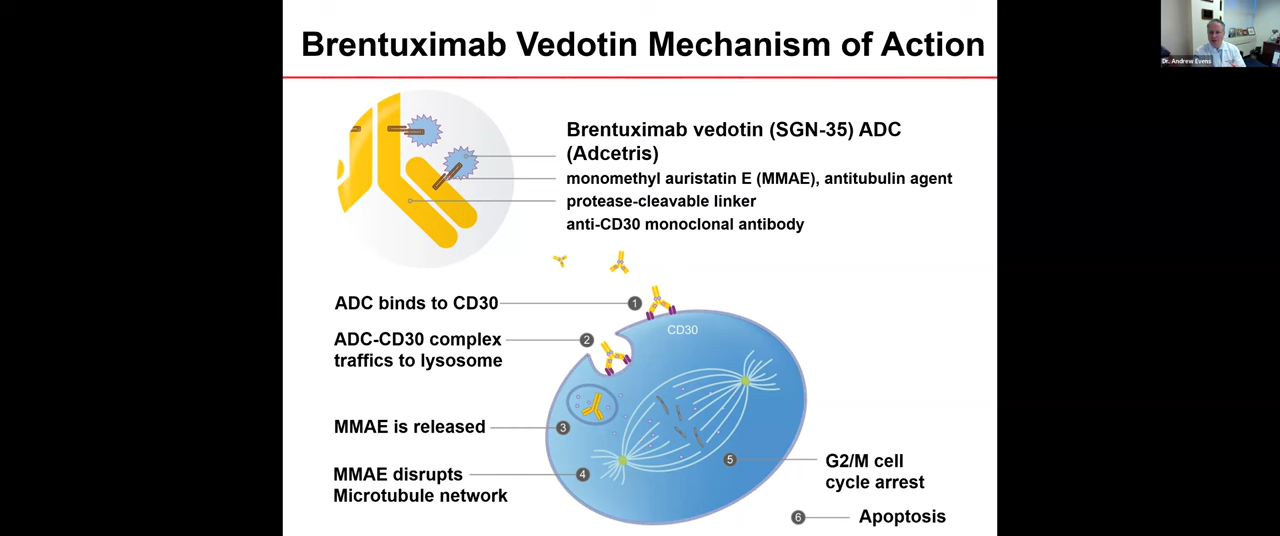 Brentuximab Vedotin Mechanism of Action
Dr. Andrew Evens
Brentuximab vedotin (SGN-35) ADC
(Adcetris)
monomethyl auristatin E (MMAE), antitubulin agent
protease-cleavable linker
anti-CD30 monoclonal antibody
ADC binds to CD30
1
CD30
ADC-CD30 complex
traffics to lysosome
2
MMAE is released
3
MMAE disrupts
Microtubule network
4
5
G2/M cell
cycle arrest
6
Apoptosis